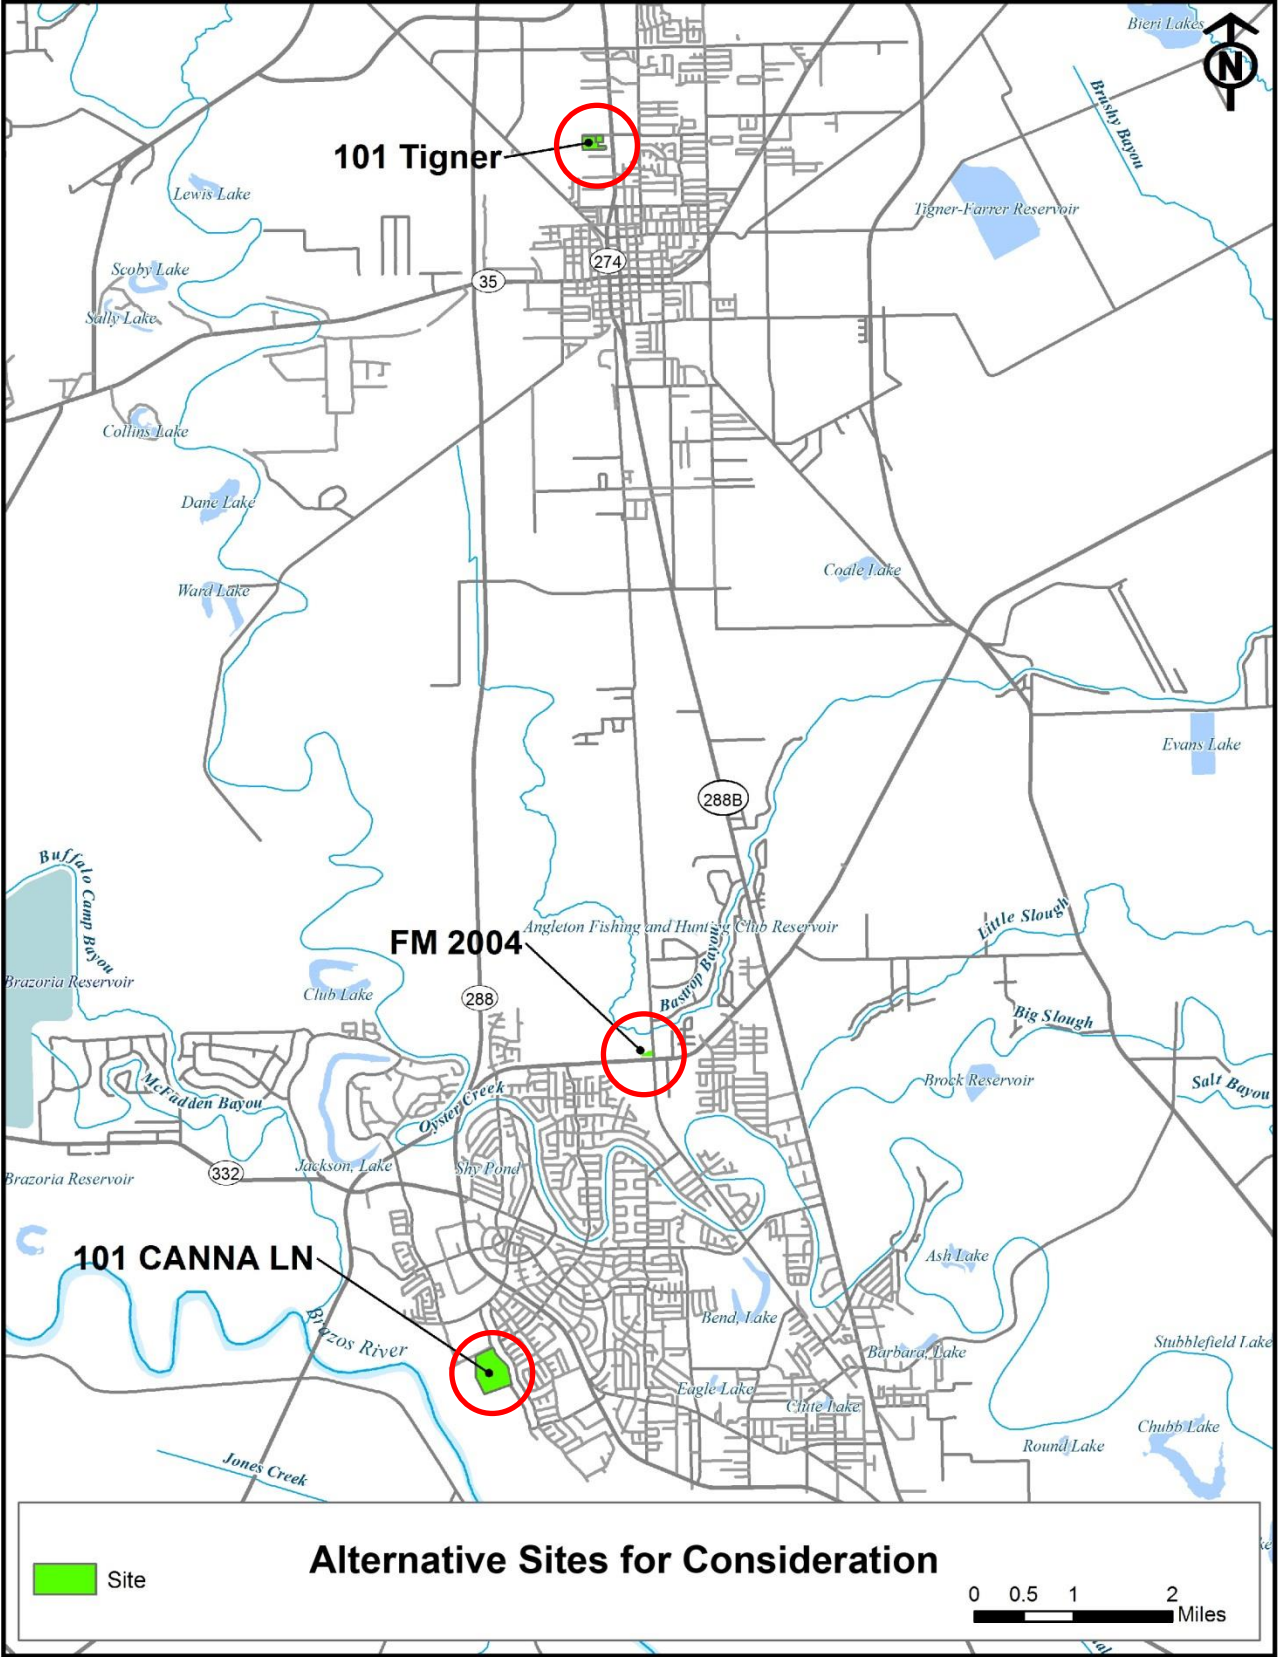 Bieri Lakes
N
Brushy Bayou
101 Tigner
Lewis Lake
Tigner-Farrer Reservoir
274
Scoby Lake
35
Sally Lake
Collins Lake
Dane Lake
Coale Lake
Ward Lake
Evans Lake
288B
Buffalo Camp Bayou
Little Slough
Angleton Fishing and Hunting Club Reservoir
FM 2004
Bastrop Bayou
Brazoria Reservoir
Club Lake
288
Big Slough
Brock Reservoir
Salt Bayou
McFadden Bayou
Oyster Creek
Jackson, Lake
Shy Pond
332
Brazoria Reservoir
101 CANNA LN
Ash Lake
Bend, Lake
Brazos River
Stubblefield Lake
Barbara, Lake
Eagle Lake
Clute Lake
Chubb Lake
Round Lake
Jones Creek
Alternative Sites for Consideration
Site
0 0.5 1 2
Miles